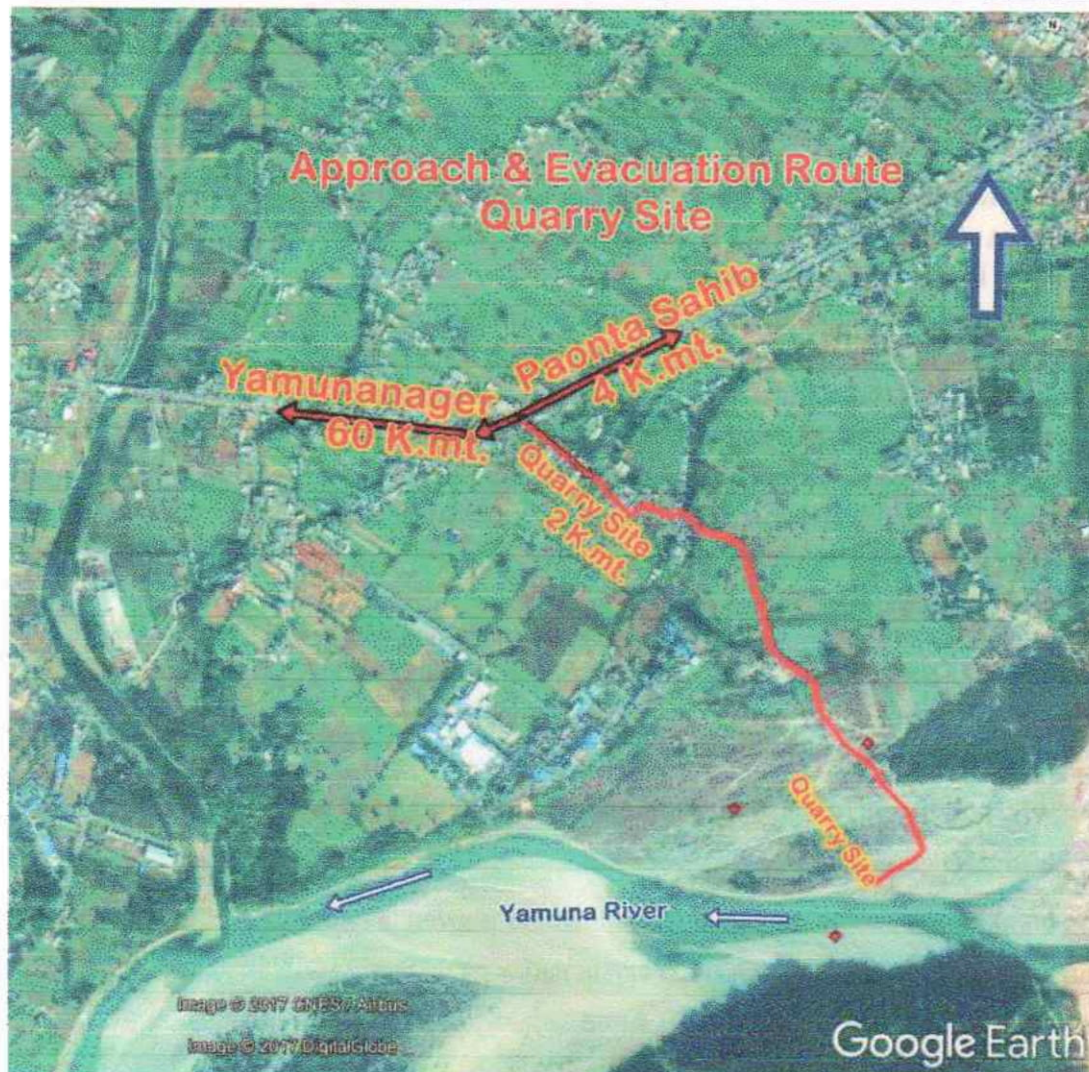 N
Approach & Evacuation Route
Quarry Site
Paonta Sahib
4 K.mt.
Yamunanager
60 K.mt.
Quarry Site
2 K.mt.
Quarry Site
Yamuna River
Image © 2017 CNES / Airbus
Image © 2017 DigitalGlobe
Google Earth